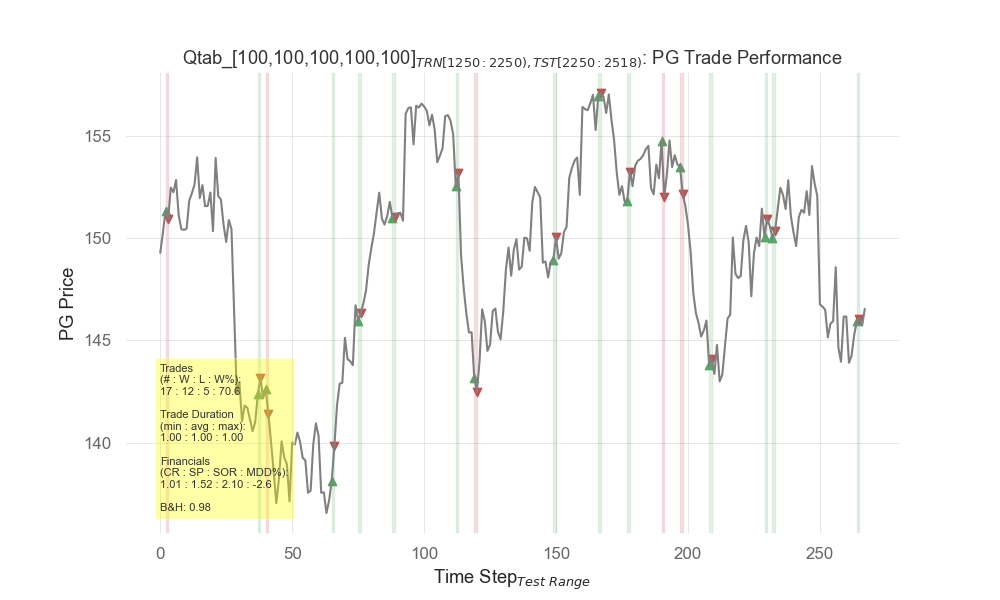 Qtab_[100,100,100,100,100]TRN[1250:2250),TST[2250:2518): PG Trade Performance
PG Price
155
150
145
140
Trades
(# : W : L : W%):
17 : 12 : 5 : 70.6
Trade Duration
(min : avg : max):
1.00 : 1.00 : 1.00
Financials
(CR : SP : SOR : MDD%):
1.01 : 1.52 : 2.10 : -2.6
B&H: 0.98
0 50 100 150 200 250
Time Step Test Range